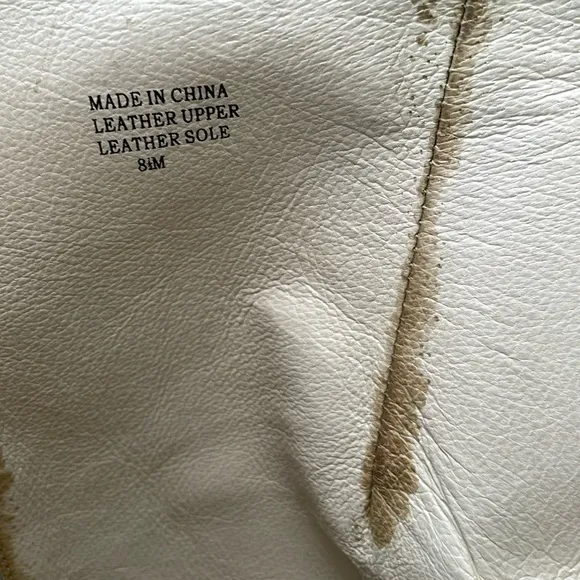 MADE IN CHINA
LEATHER UPPER
LEATHER SOLE
8½M